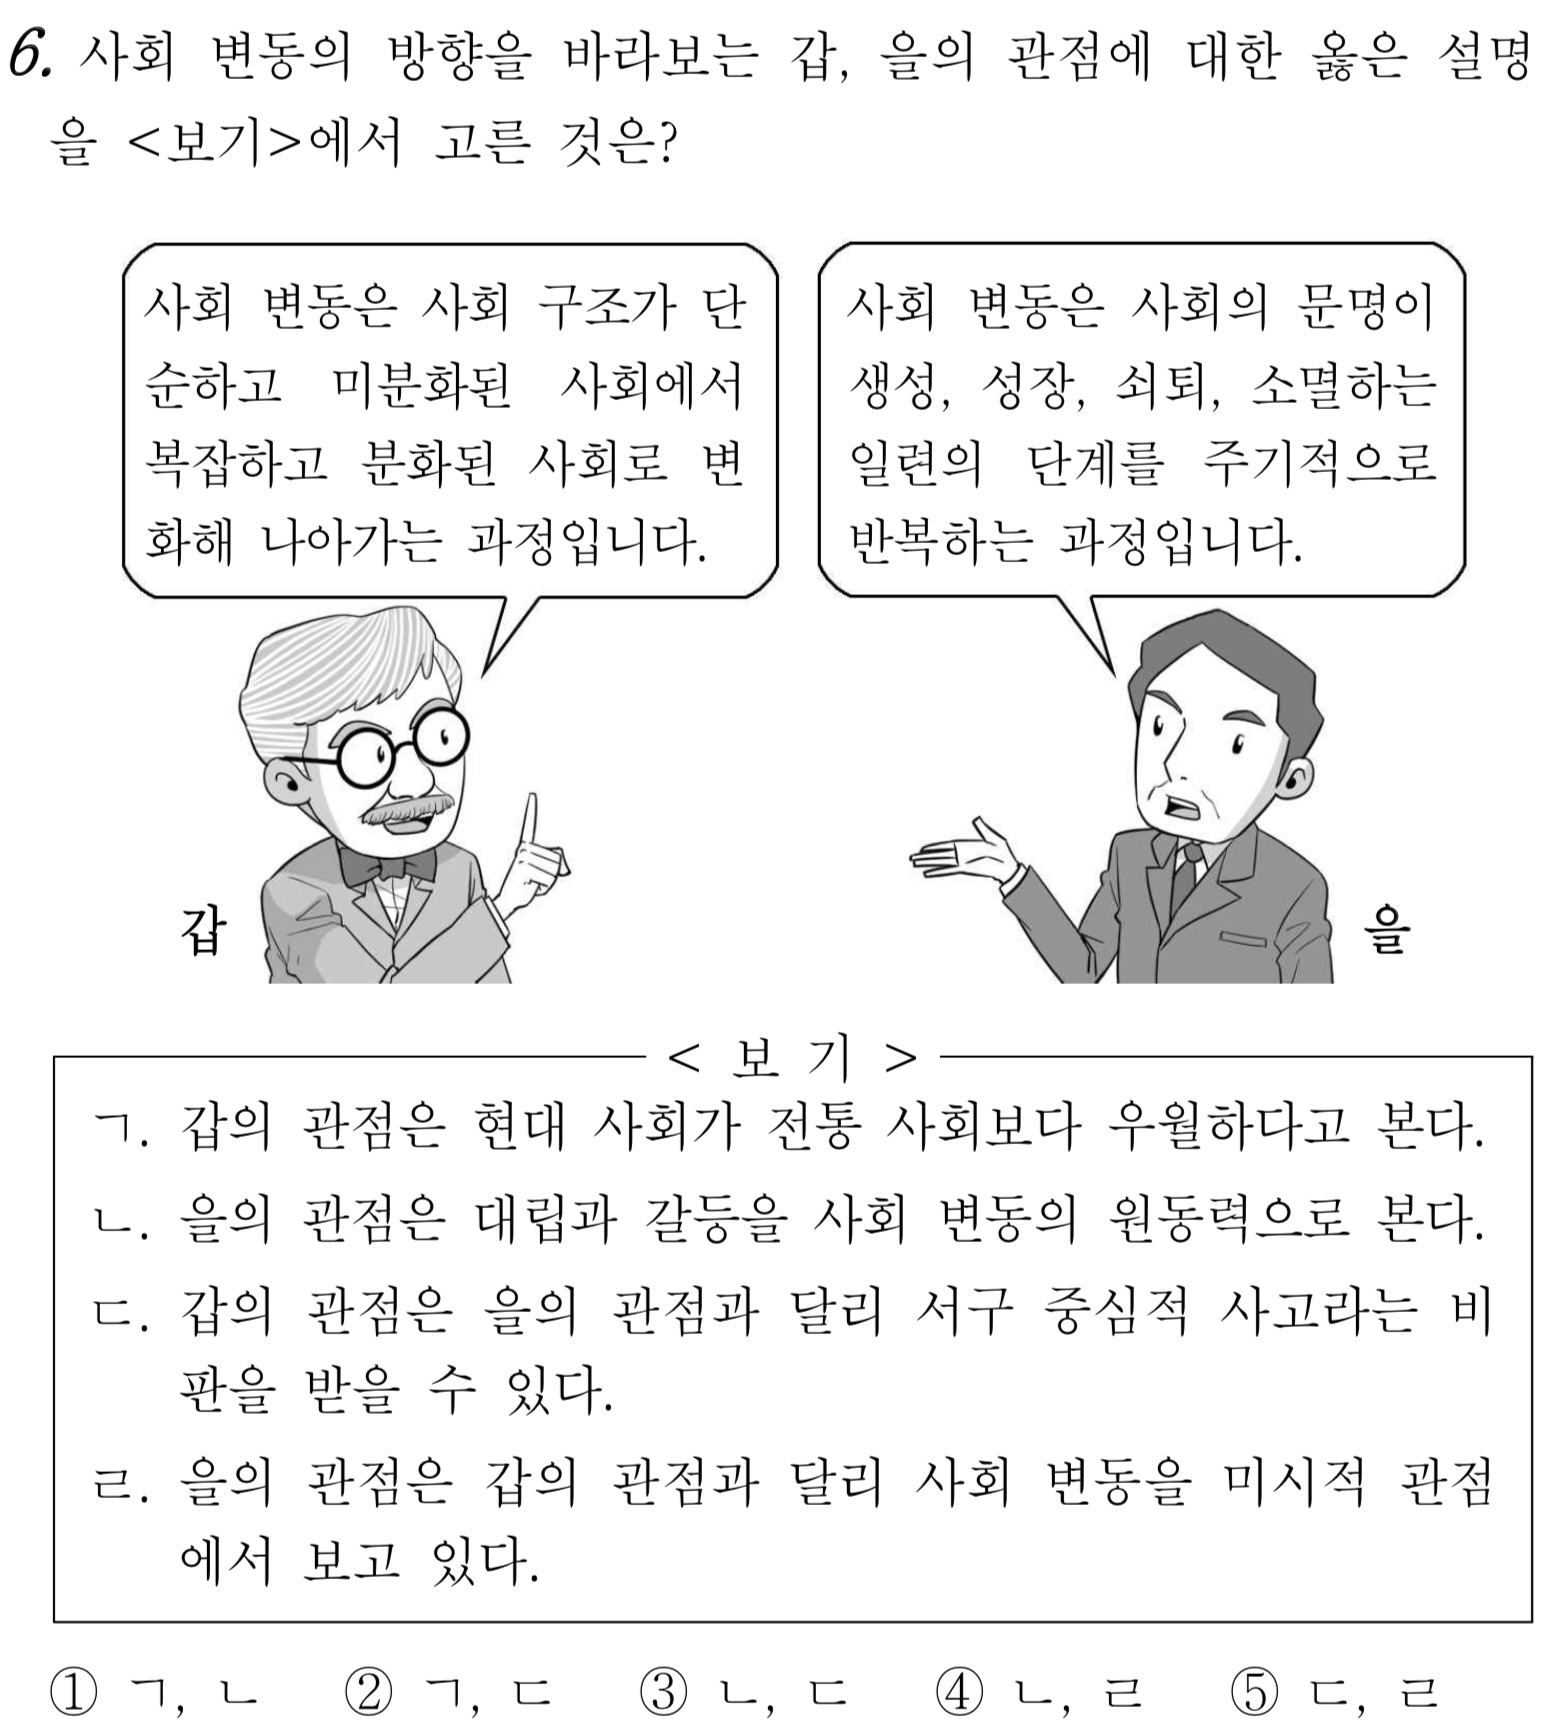 6. 사회 변동의 방향을 바라보는 갑, 을의 관점에 대한 옳은 설명
을 <보기>에서 고른 것은?
사회 변동은 사회 구조가 단
순하고 미분화된 사회에서
복잡하고 분화된 사회로 변
화해 나아가는 과정입니다.
사회 변동은 사회의 문명이
생성, 성장, 쇠퇴, 소멸하는
일련의 단계를 주기적으로
반복하는 과정입니다.
갑
을
< 보 기 >
ㄱ. 갑의 관점은 현대 사회가 전통 사회보다 우월하다고 본다.
ㄴ. 을의 관점은 대립과 갈등을 사회 변동의 원동력으로 본다.
ㄷ. 갑의 관점은 을의 관점과 달리 서구 중심적 사고라는 비
판을 받을 수 있다.
ㄹ. 을의 관점은 갑의 관점과 달리 사회 변동을 미시적 관점
에서 보고 있다.
① ㄱ, ㄴ ② ㄱ, ㄷ ③ ㄴ, ㄷ ④ ㄴ, ㄹ ⑤ ㄷ, ㄹ